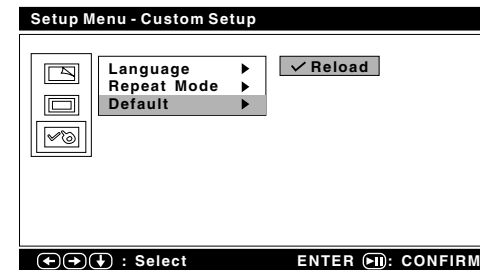 Setup Menu - Custom Setup
Language
Repeat Mode
Default
Reload
: Select
ENTER : CONFIRM